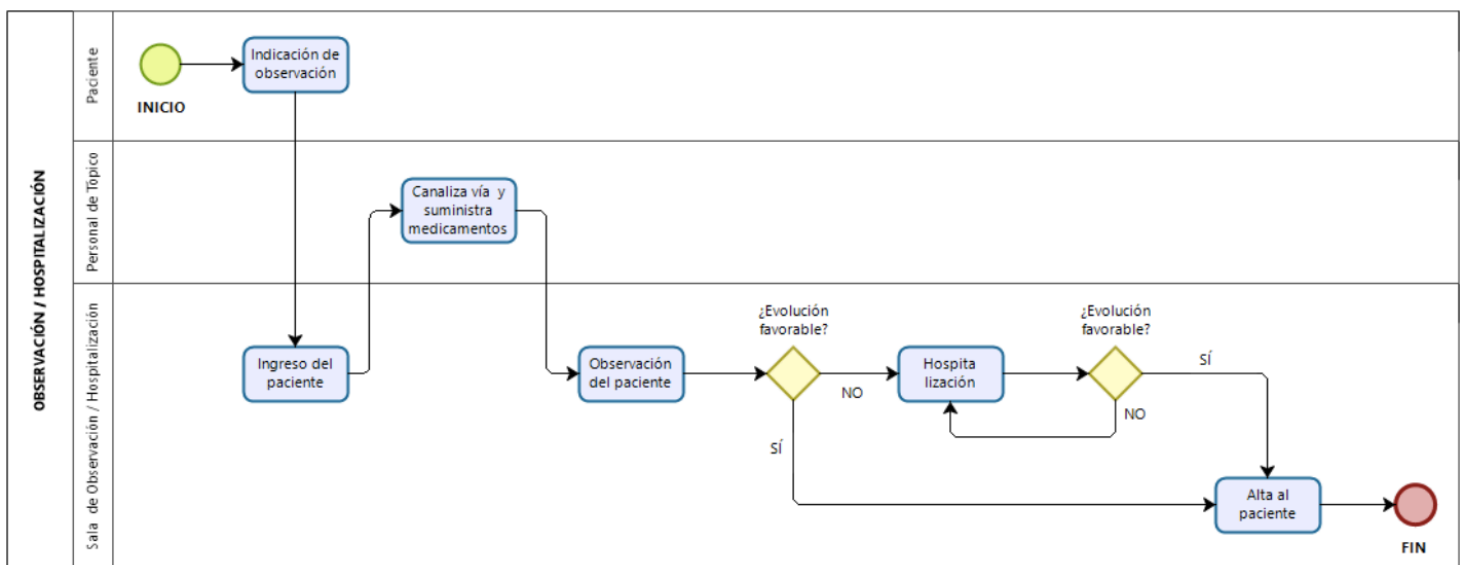 OBSERVACIÓN / HOSPITALIZACIÓN
Paciente
INICIO
Indicación de
observación
Personal de Tópico
Canaliza vía y
suministra
medicamentos
Sala de Observación / Hospitalización
Ingreso del
paciente
Observación
del paciente
¿Evolución
favorable?
NO
SÍ
Hospita
lización
¿Evolución
favorable?
NO
SÍ
Alta al
paciente
FIN